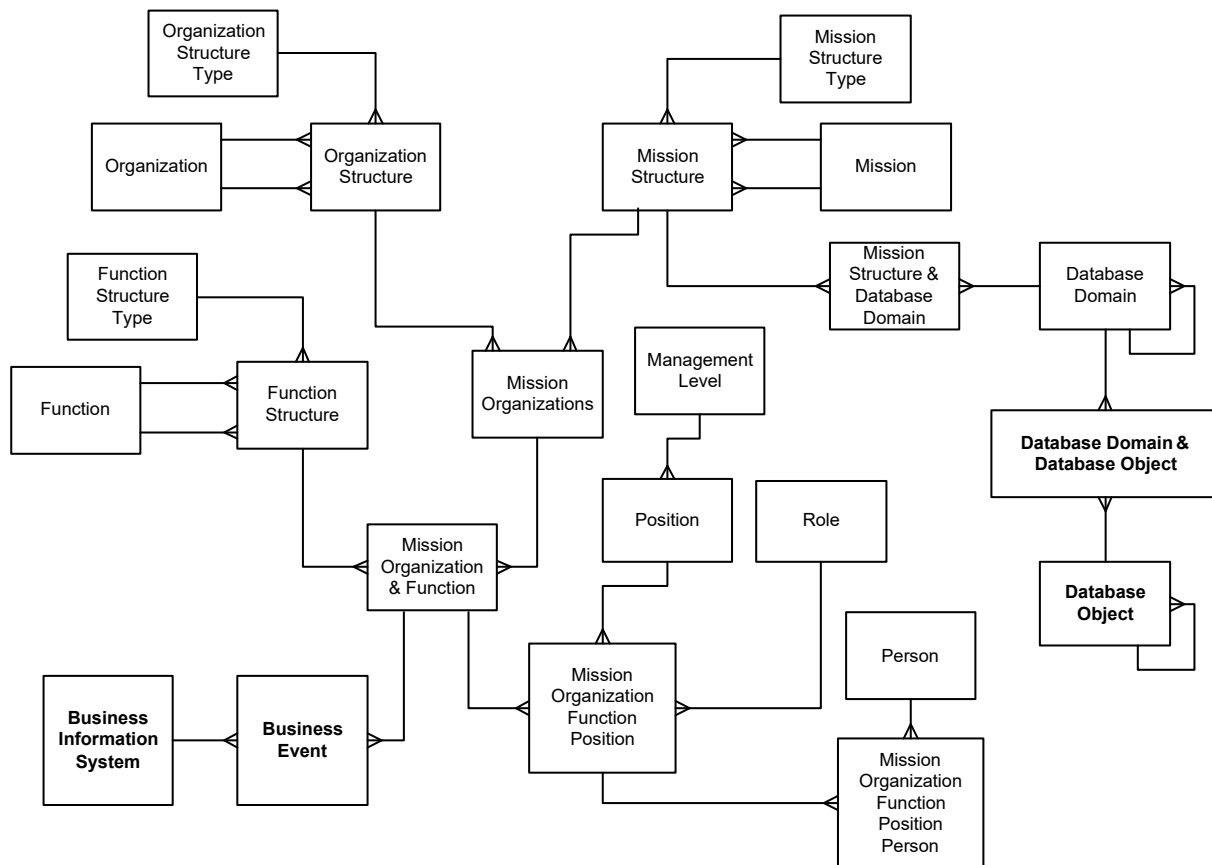 Organization
Structure
Type
Mission
Structure
Type
Organization
Organization
Structure
Mission
Structure
Mission
Function
Structure
Type
Mission
Structure &
Database
Domain
Database
Domain
Function
Function
Structure
Mission
Organizations
Management
Level
Database Domain &
Database Object
Position
Role
Mission
Organization
& Function
Database
Object
Business
Information
System
Business
Event
Mission
Organization
Function
Position
Person
Mission
Organization
Function
Position
Person